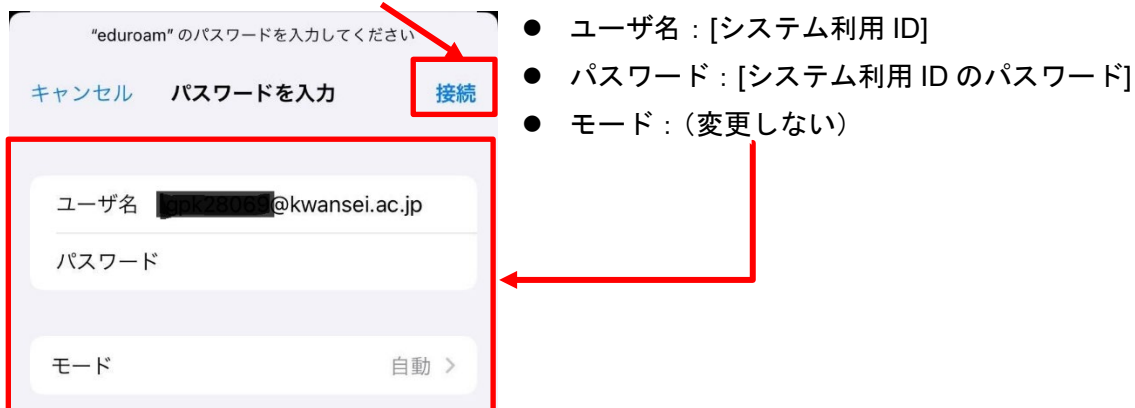 "eduroam" のパスワードを入力してください
キャンセル パスワードを入力 接続
ユーザ名 @kwansei.ac.jp
パスワード
モード 自動 >
● ユーザ名：[システム利用 ID]
● パスワード：[システム利用 ID のパスワード]
● モード：（変更しない）